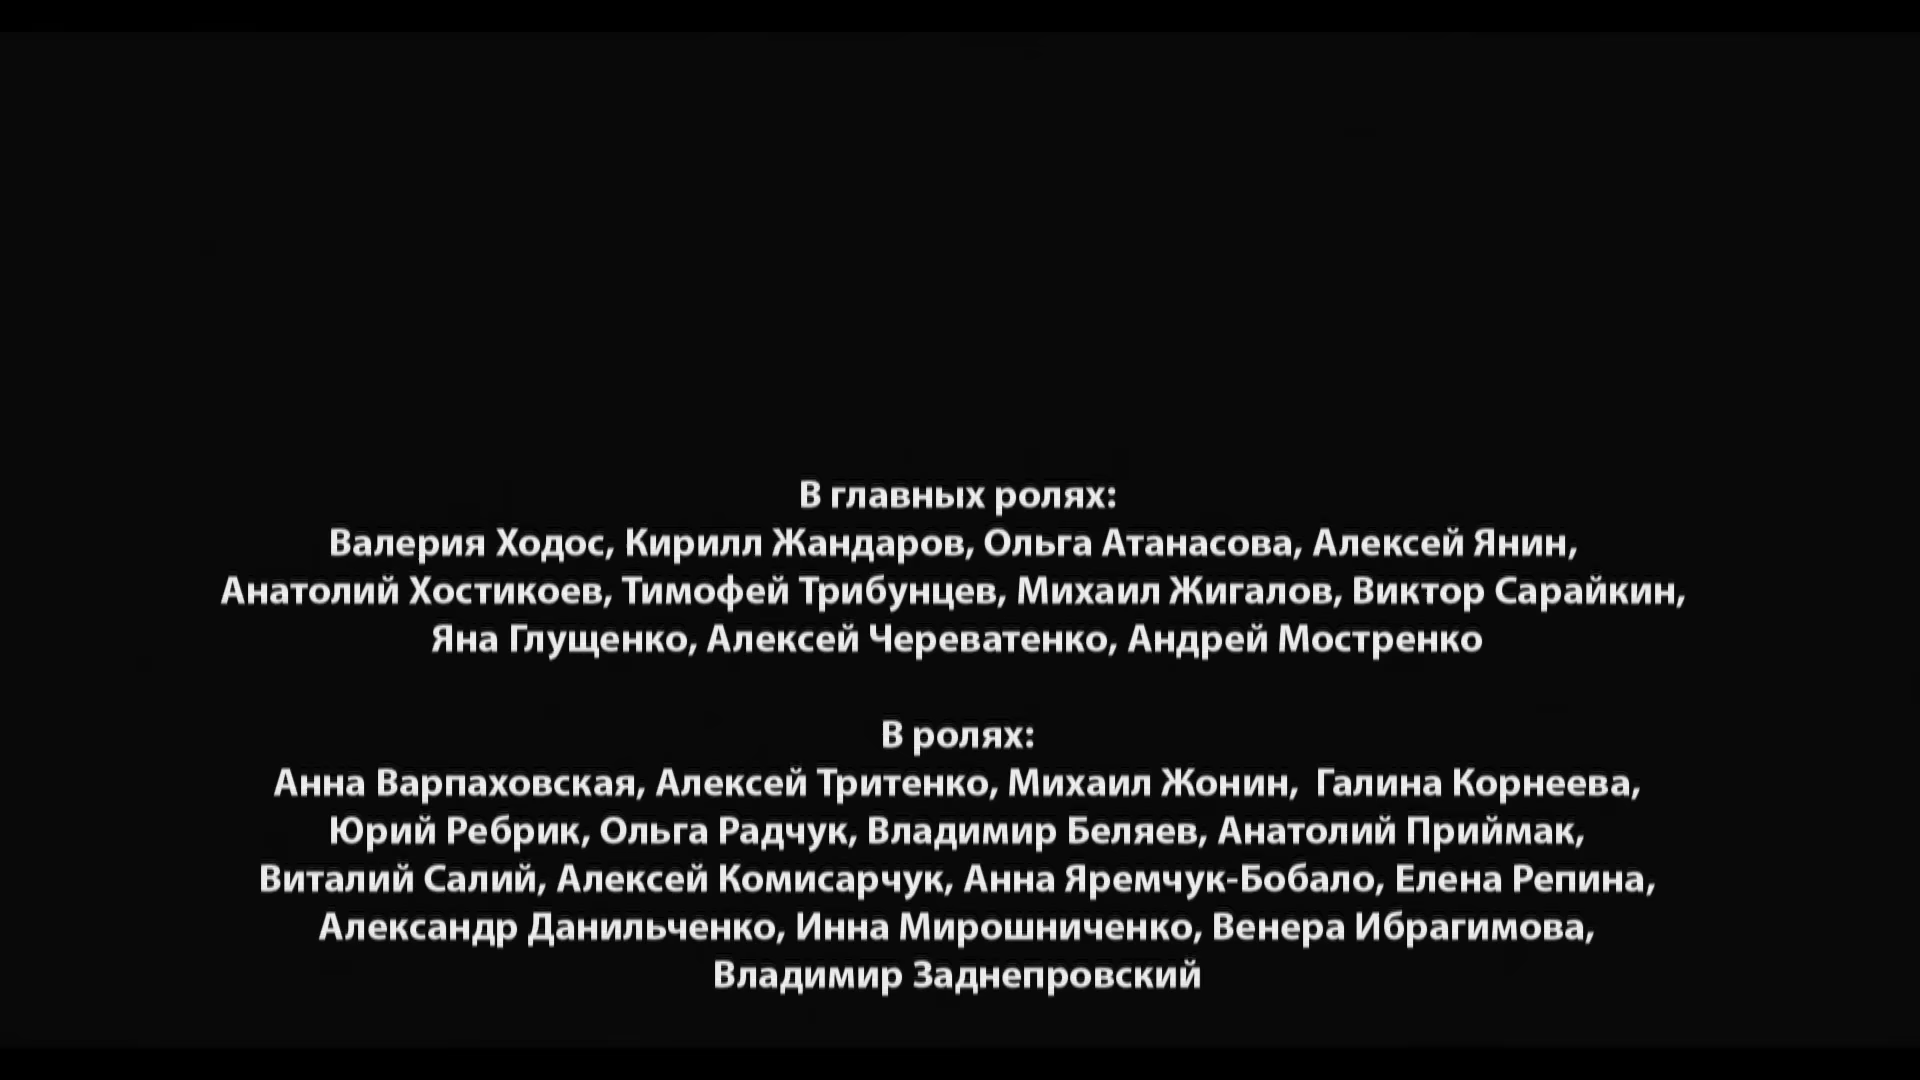 В главных ролях:
Валерия Ходос, Кирилл Жандаров, Ольга Атанасова, Алексей Янин,
Анатолий Хостикоев, Тимофей Трибунцев, Михаил Жигалов, Виктор Сарайкин,
Яна Глущенко, Алексей Череватенко, Андрей Мостренко
В ролях:
Анна Варпаховская, Алексей Тритенко, Михаил Жонин, Галина Корнеева,
Юрий Ребрик, Ольга Радчук, Владимир Беляев, Анатолий Приймак,
Виталий Салий, Алексей Комисарчук, Анна Яремчук-Бобало, Елена Репина,
Александр Данильченко, Инна Мирошниченко, Венера Ибрагимова,
Владимир Заднепровский